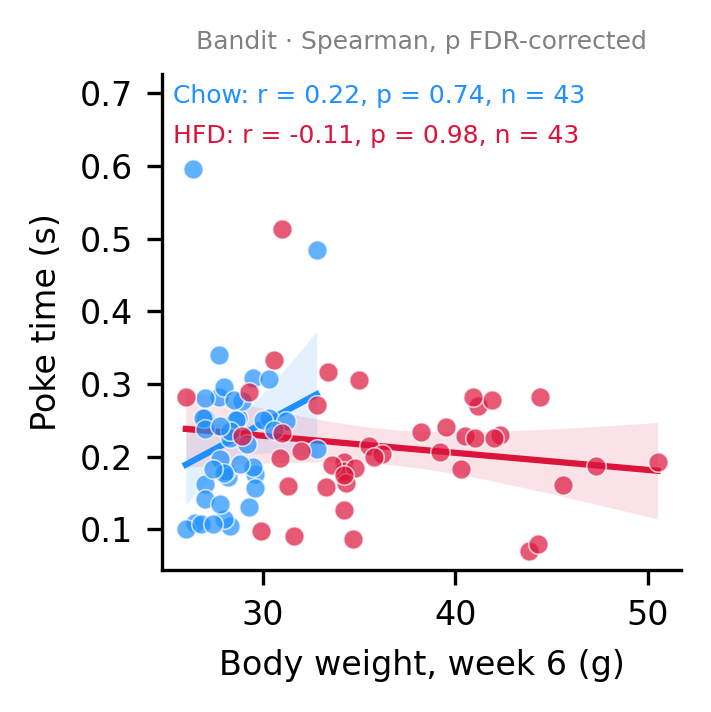 Bandit · Spearman, p FDR-corrected
Chow: r = 0.22, p = 0.74, n = 43
HFD: r = -0.11, p = 0.98, n = 43
Poke time (s)
0.7
0.6
0.5
0.4
0.3
0.2
0.1
30 40 50
Body weight, week 6 (g)